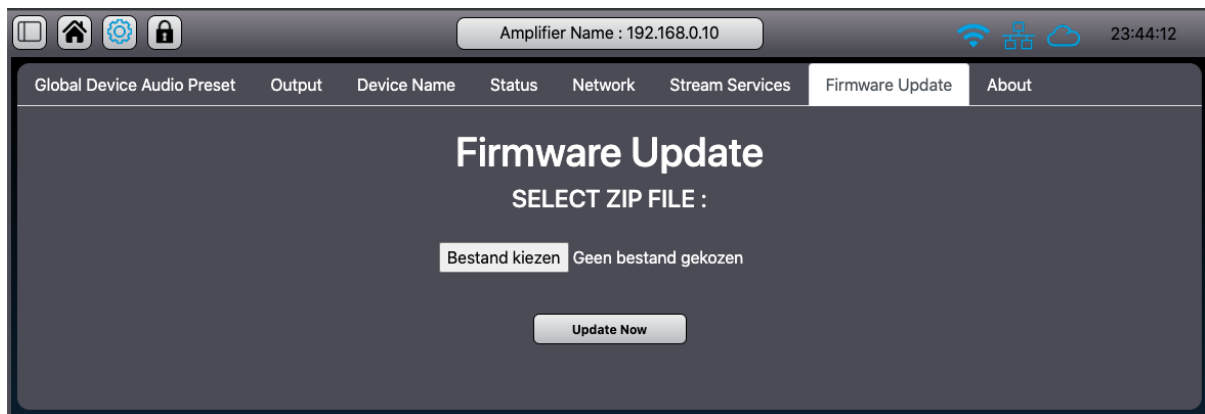 Amplifier Name : 192.168.0.10 23:44:12
Global Device Audio Preset Output Device Name Status Network Stream Services Firmware Update About
Firmware Update
SELECT ZIP FILE :
Bestand kiezen Geen bestand gekozen
Update Now